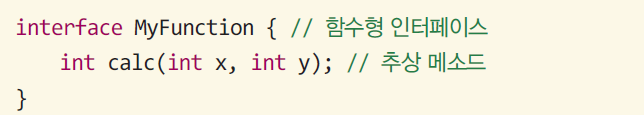 interface MyFunction { // 함수형 인터페이스
    int calc(int x, int y); // 추상 메소드
}